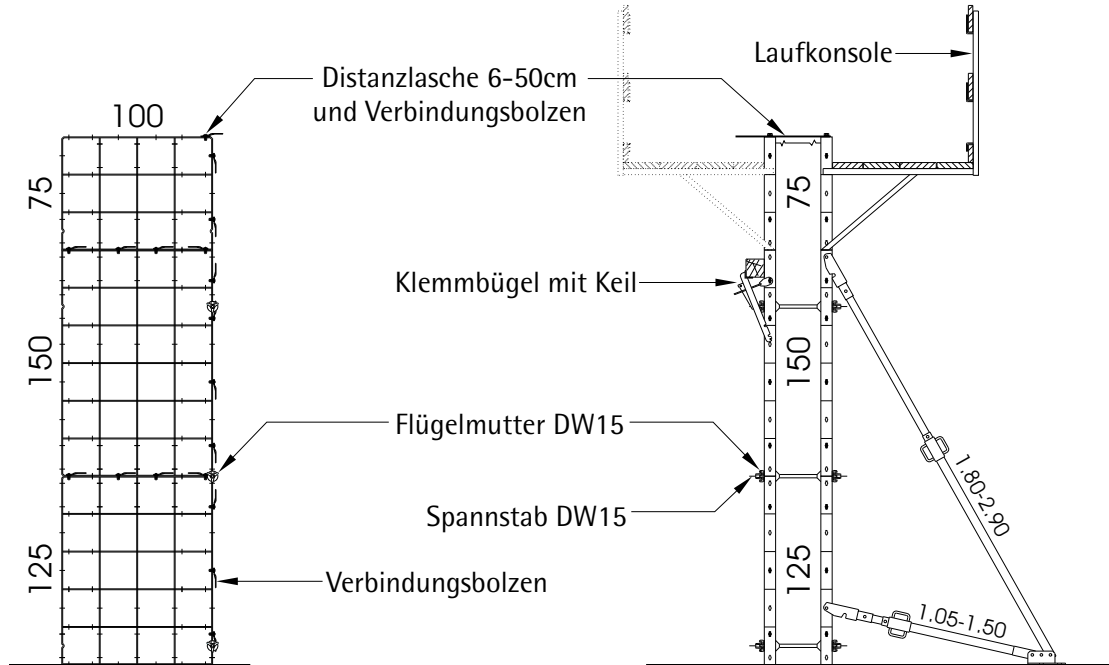 Laufkonsole
Distanzlasche 6-50cm
und Verbindungsbolzen
100
75
75
Klemmbügel mit Keil
150
150
Flügelmutter DW15
1.80-2.90
Spannstab DW15
125
125
Verbindungsbolzen
1.05-1.50